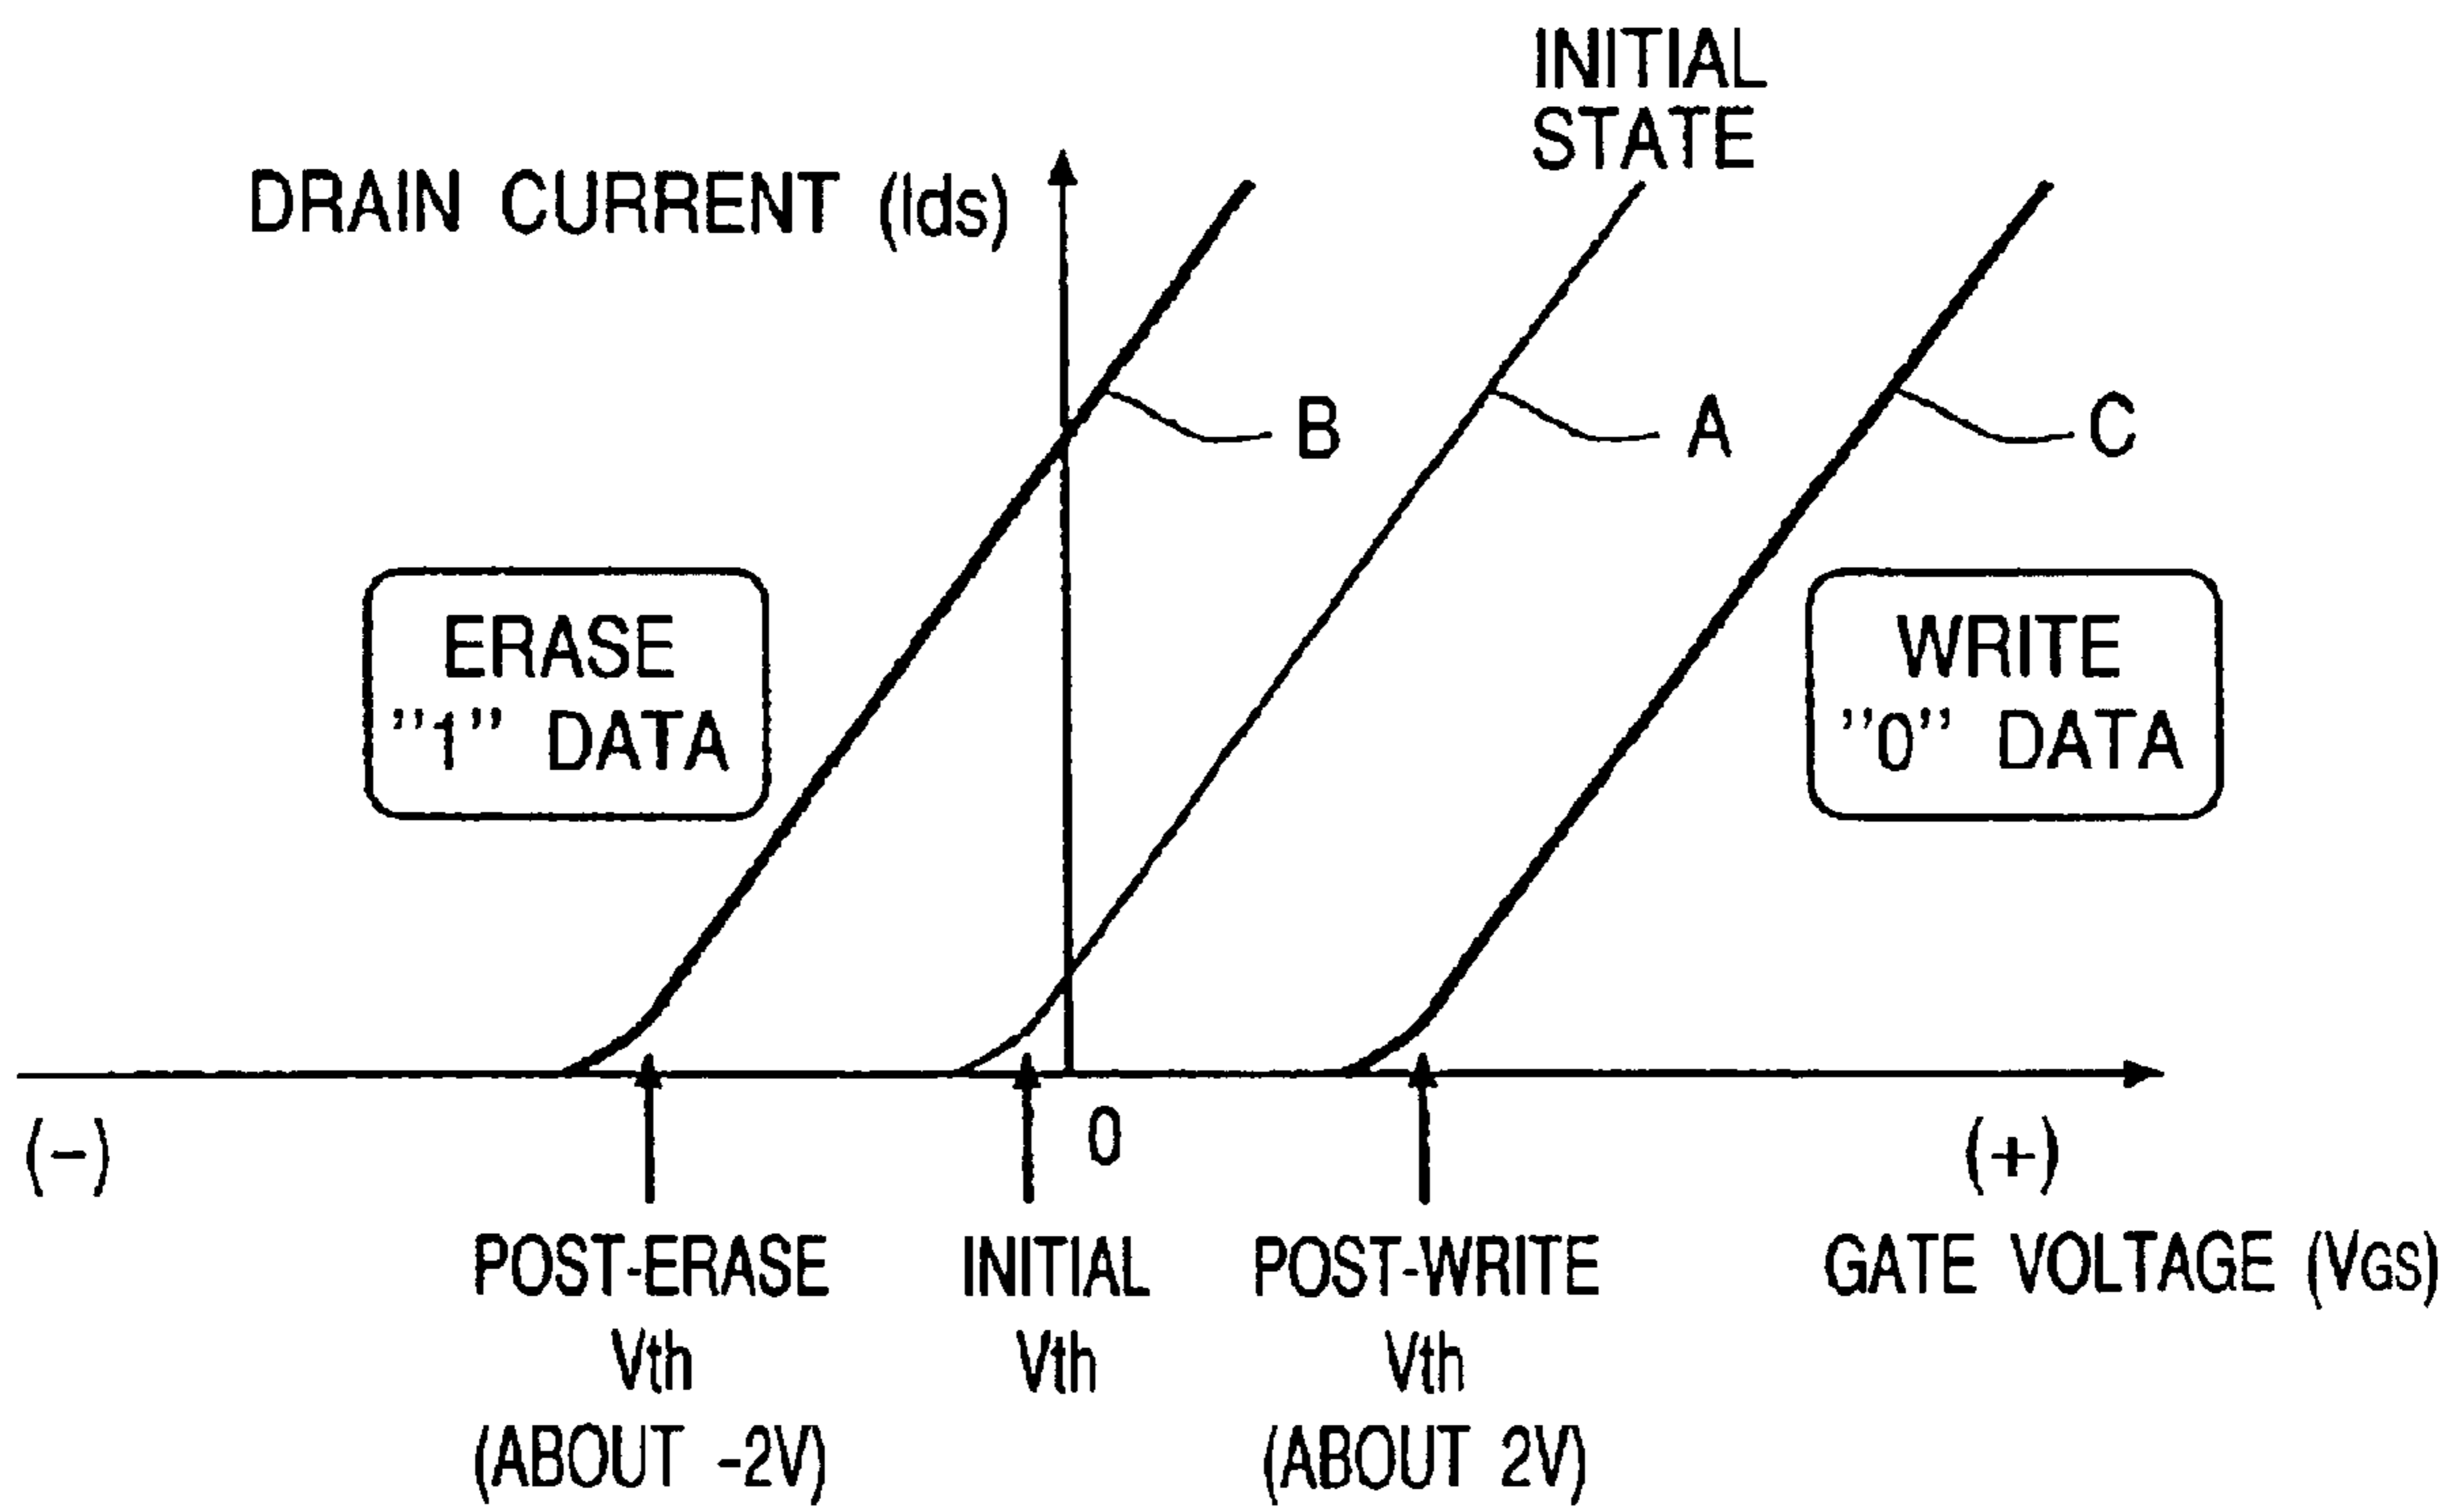 INITIAL
STATE
DRAIN CURRENT (Ids)
B
A
C
ERASE
"1" DATA
WRITE
"0" DATA
(-)
0
(+)
POST-ERASE
Vth
(ABOUT -2V)
INITIAL
Vth
POST-WRITE
Vth
(ABOUT 2V)
GATE VOLTAGE (VGS)